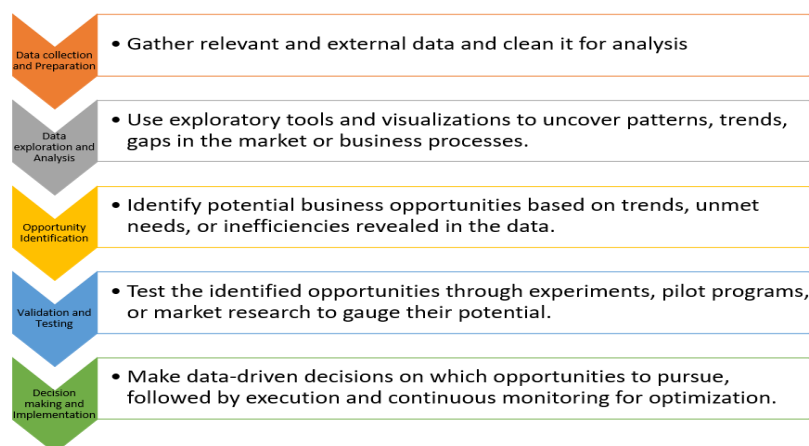 Data collection
and Preparation
• Gather relevant and external data and clean it for analysis
Data
exploration and
Analysis
• Use exploratory tools and visualizations to uncover patterns, trends,
gaps in the market or business processes.
Opportunity
Identification
• Identify potential business opportunities based on trends, unmet
needs, or inefficiencies revealed in the data.
Validation and
Testing
• Test the identified opportunities through experiments, pilot programs,
or market research to gauge their potential.
Decision
making and
Implementation
• Make data-driven decisions on which opportunities to pursue,
followed by execution and continuous monitoring for optimization.